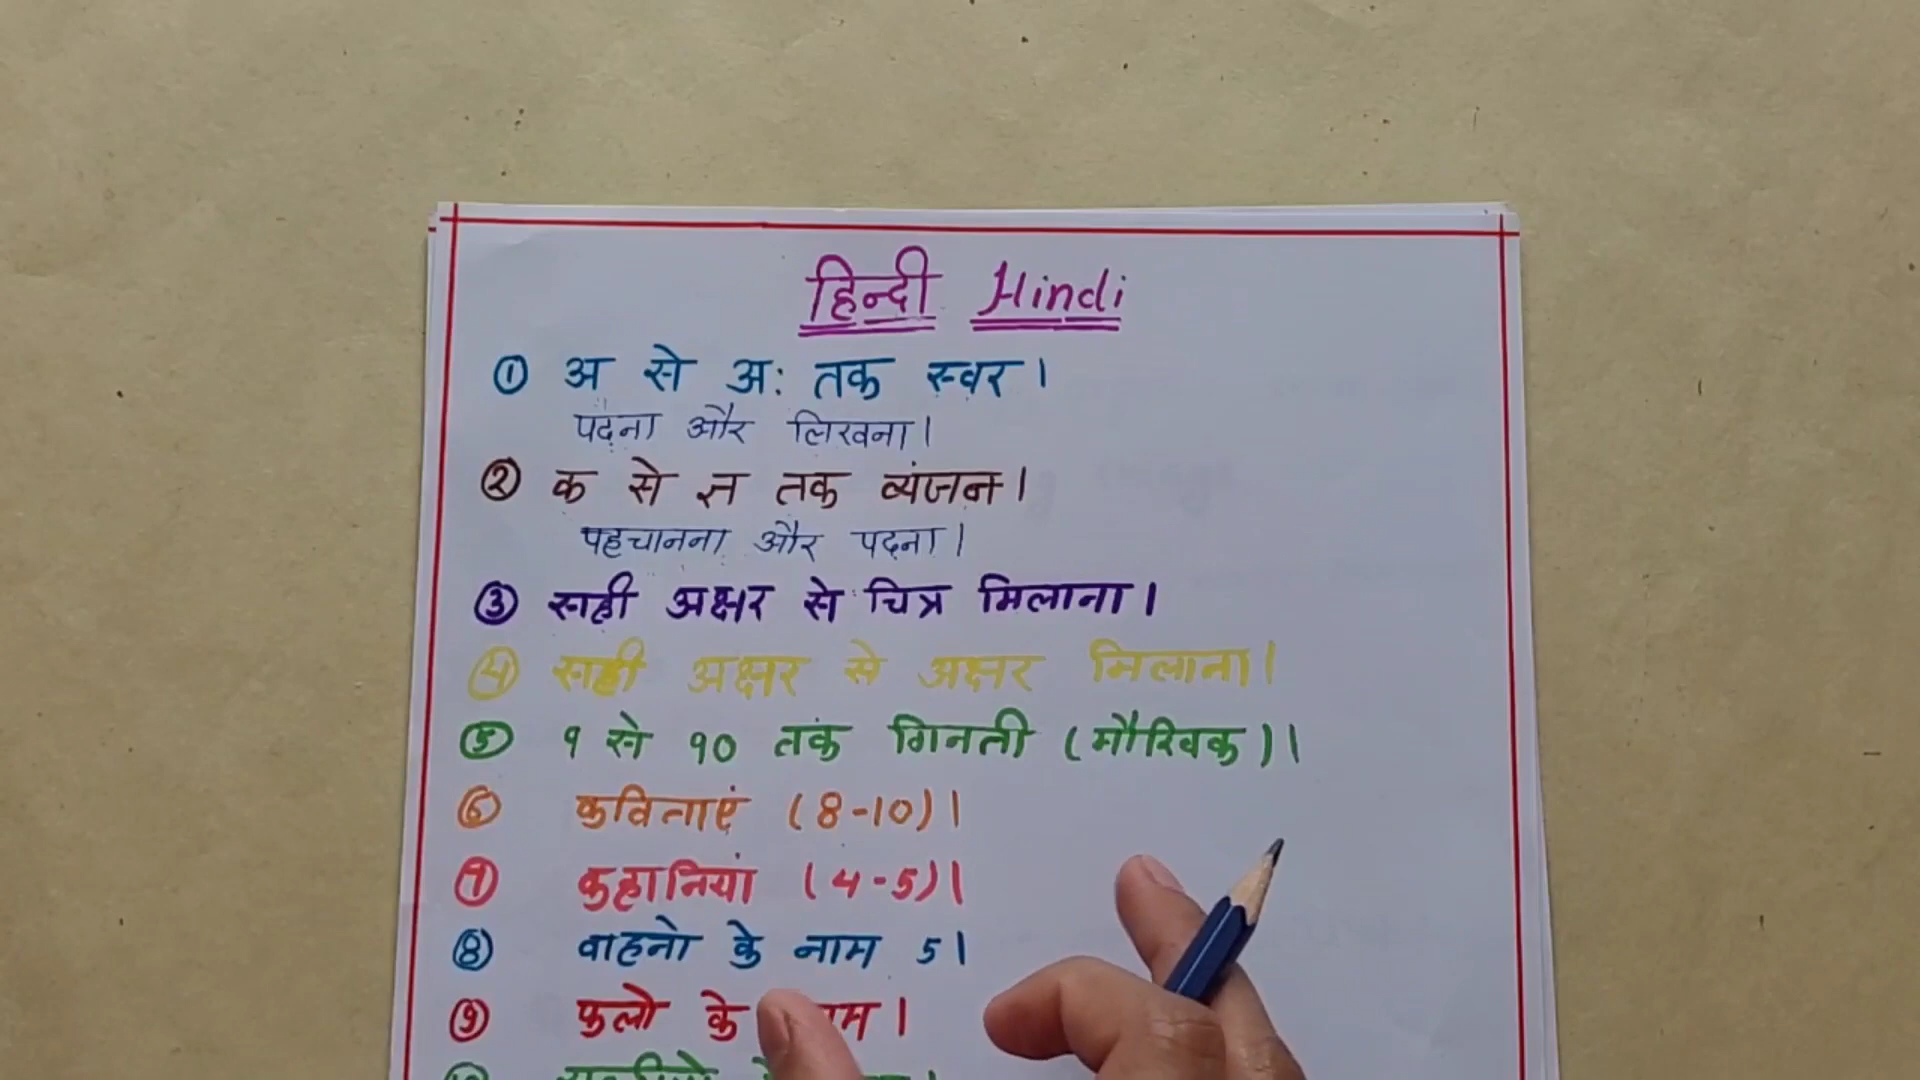 हिन्दी Hindi
① अ से अः तक स्वर।
पढ़ना और लिखना।
② क से ज्ञ तक व्यंजन।
पहचानना और पढ़ना।
③ सही अक्षर से चित्र मिलाना।
④ सही अक्षर से अक्षर मिलाना।
⑤ १ से १० तक गिनती (मौखिक)।
⑥ कविताएं (8-10)।
⑦ कहानियां (4-5)।
⑧ वाहनो के नाम 5।
⑨ फलो के